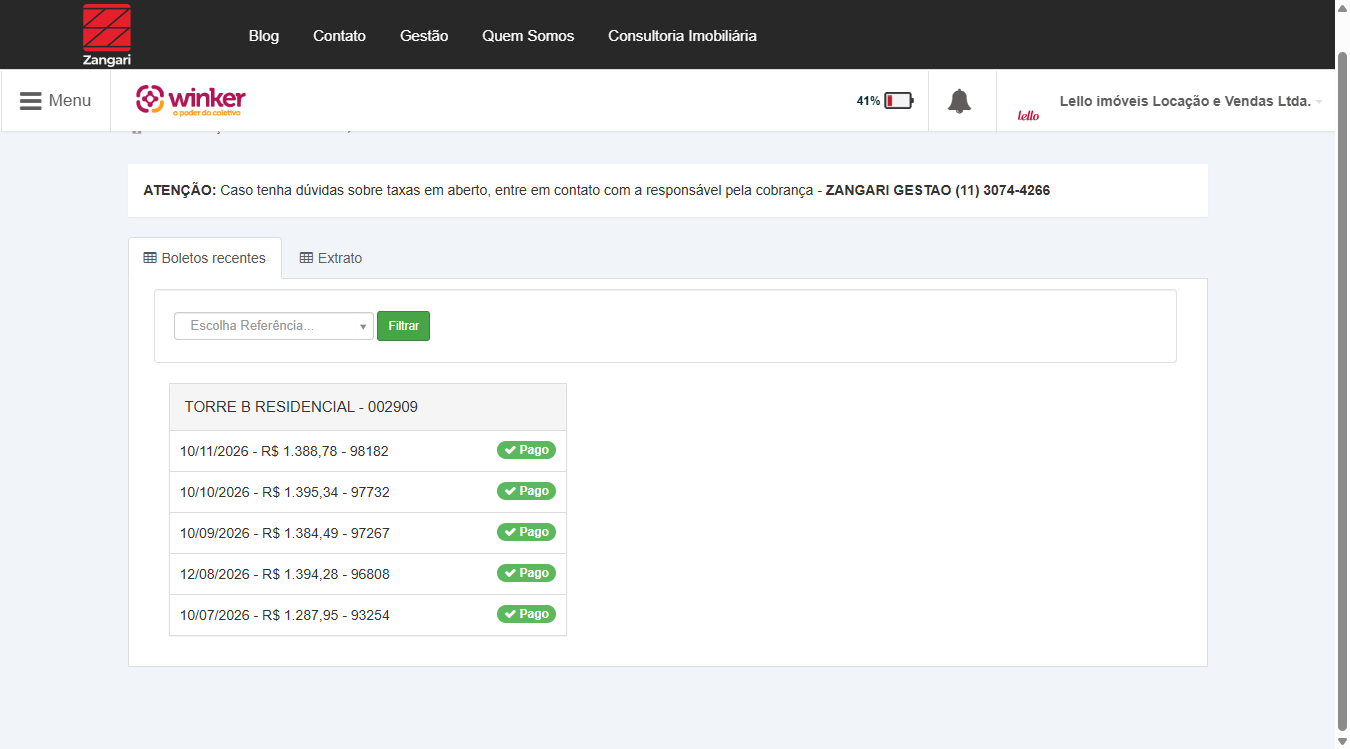 Zangari
Blog Contato Gestão Quem Somos Consultoria Imobiliária
Menu
winker
o poder do coletivo
41%
lello
Lello imóveis Locação e Vendas Ltda.
ATENÇÃO: Caso tenha dúvidas sobre taxas em aberto, entre em contato com a responsável pela cobrança - ZANGARI GESTAO (11) 3074-4266
Boletos recentes
Extrato
Escolha Referência...
Filtrar
TORRE B RESIDENCIAL - 002909
10/11/2026 - R$ 1.388,78 - 98182 Pago
10/10/2026 - R$ 1.395,34 - 97732 Pago
10/09/2026 - R$ 1.384,49 - 97267 Pago
12/08/2026 - R$ 1.394,28 - 96808 Pago
10/07/2026 - R$ 1.287,95 - 93254 Pago